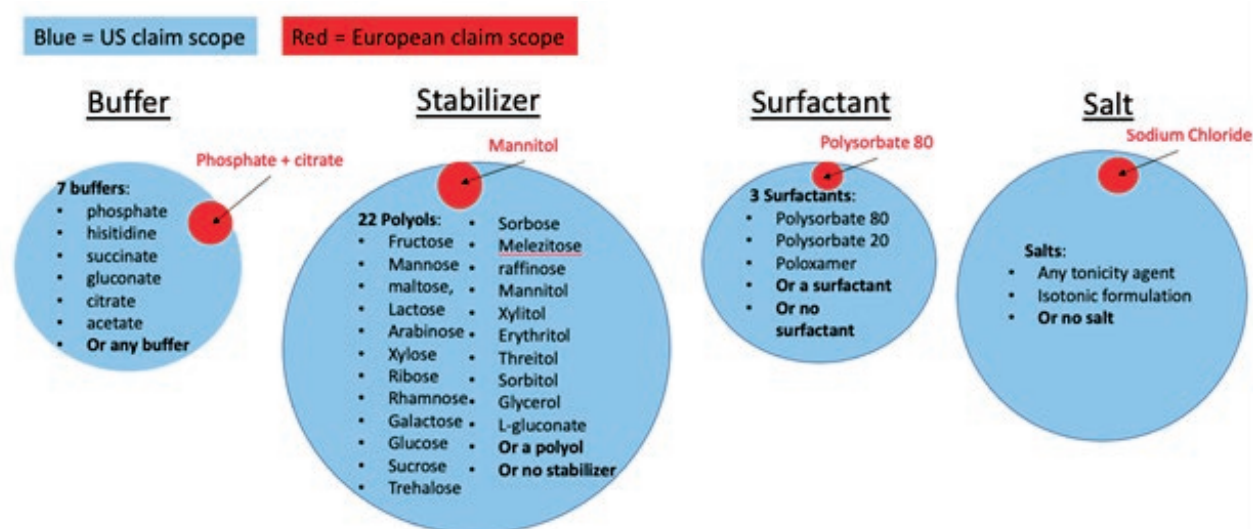 Blue = US claim scope
Red = European claim scope
Buffer
Phosphate + citrate
7 buffers:
• phosphate
• hisitidine
• succinate
• gluconate
• citrate
• acetate
• Or any buffer
Stabilizer
Mannitol
22 Polyols:
• Fructose
• Mannose
• maltose,
• Lactose
• Arabinose
• Xylose
• Ribose
• Rhamnose
• Galactose
• Glucose
• Sucrose
• Trehalose
• Sorbose
• Melezitose
• raffinose
• Mannitol
• Xylitol
• Erythritol
• Threitol
• Sorbitol
• Glycerol
• L-gluconate
• Or a polyol
• Or no stabilizer
Surfactant
Polysorbate 80
3 Surfactants:
• Polysorbate 80
• Polysorbate 20
• Poloxamer
• Or a surfactant
• Or no
surfactant
Salt
Sodium Chloride
Salts:
• Any tonicity agent
• Isotonic formulation
• Or no salt